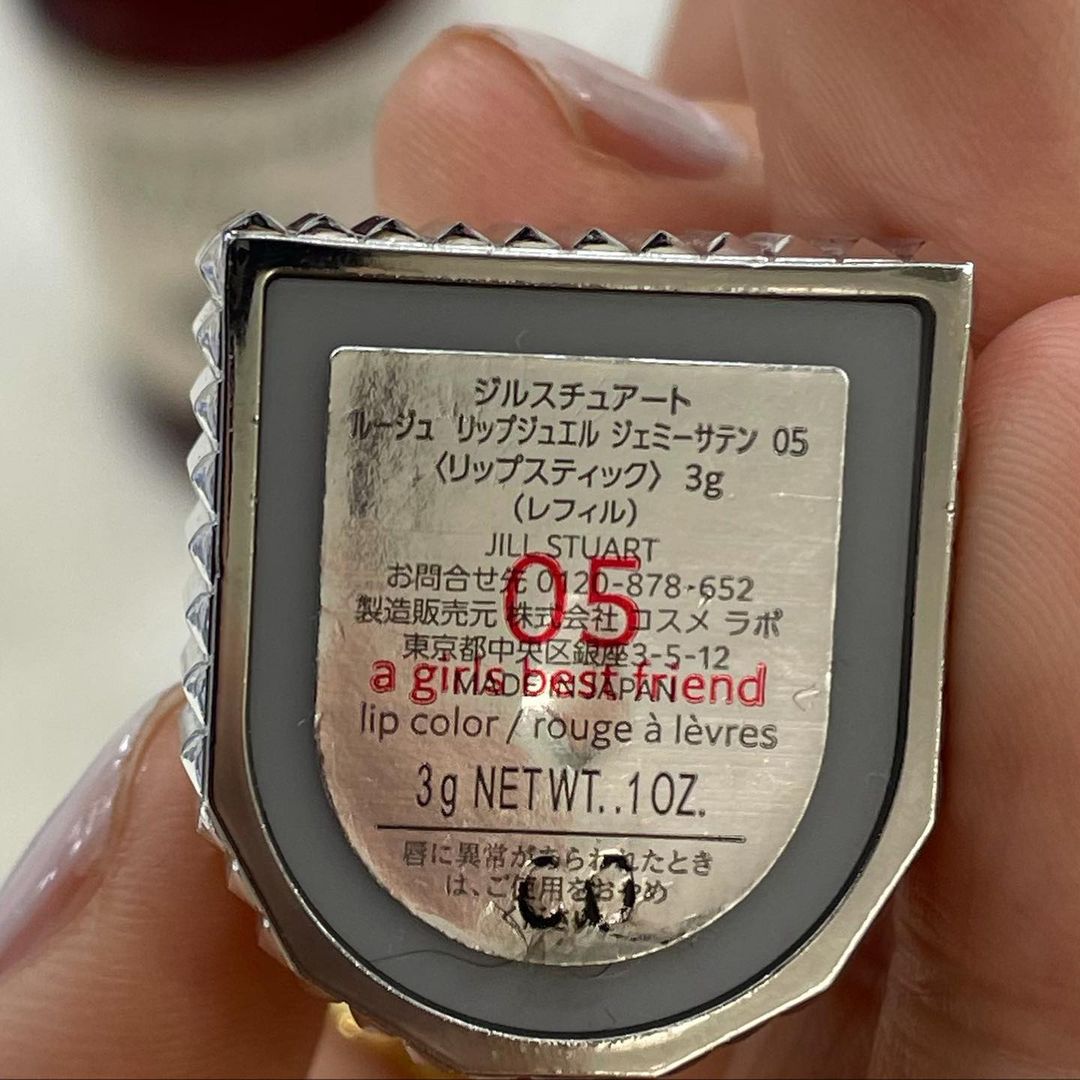 ジルスチュアート
ルージュ リップジュエル ジェミーサテン 05
〈リップスティック〉 3g
(レフィル)
JILL STUART
05
お問合せ先 0120-878-652
製造販売元 株式会社 コスメ ラボ
東京都中央区銀座3-5-12
a girls best friend
MADE IN JAPAN
lip color / rouge à lèvres
3g NET WT. .1 OZ.
唇に異常があらわれたとき
は、ご使用をおやめ
ください。